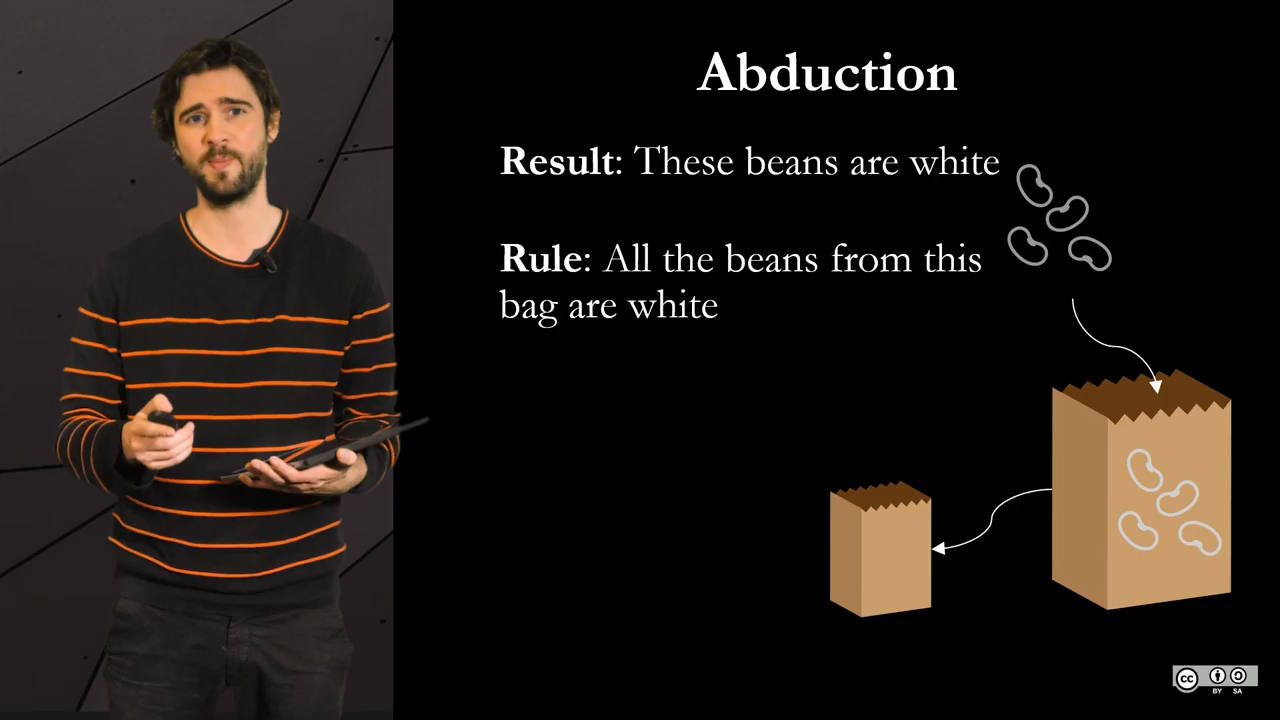 Abduction
Result: These beans are white
Rule: All the beans from this
bag are white
cc
BY SA